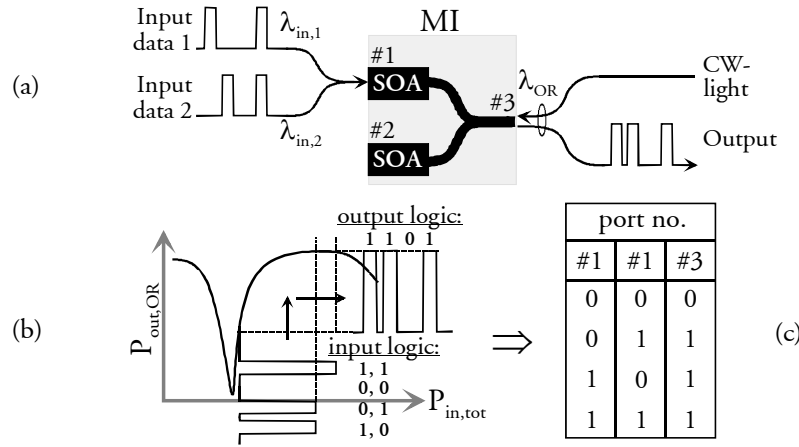 (a)
Input
data 1
λin,1
Input
data 2
λin,2
MI
#1
SOA
#2
SOA
#3
λOR
CW-
light
Output
(b)
Pout,OR
output logic:
1 1 0 1
input logic:
1, 1
0, 0
0, 1
1, 0
Pin,tot
⇒
port no.
#1 #1 #3
0 0 0
0 1 1
1 0 1
1 1 1
(c)